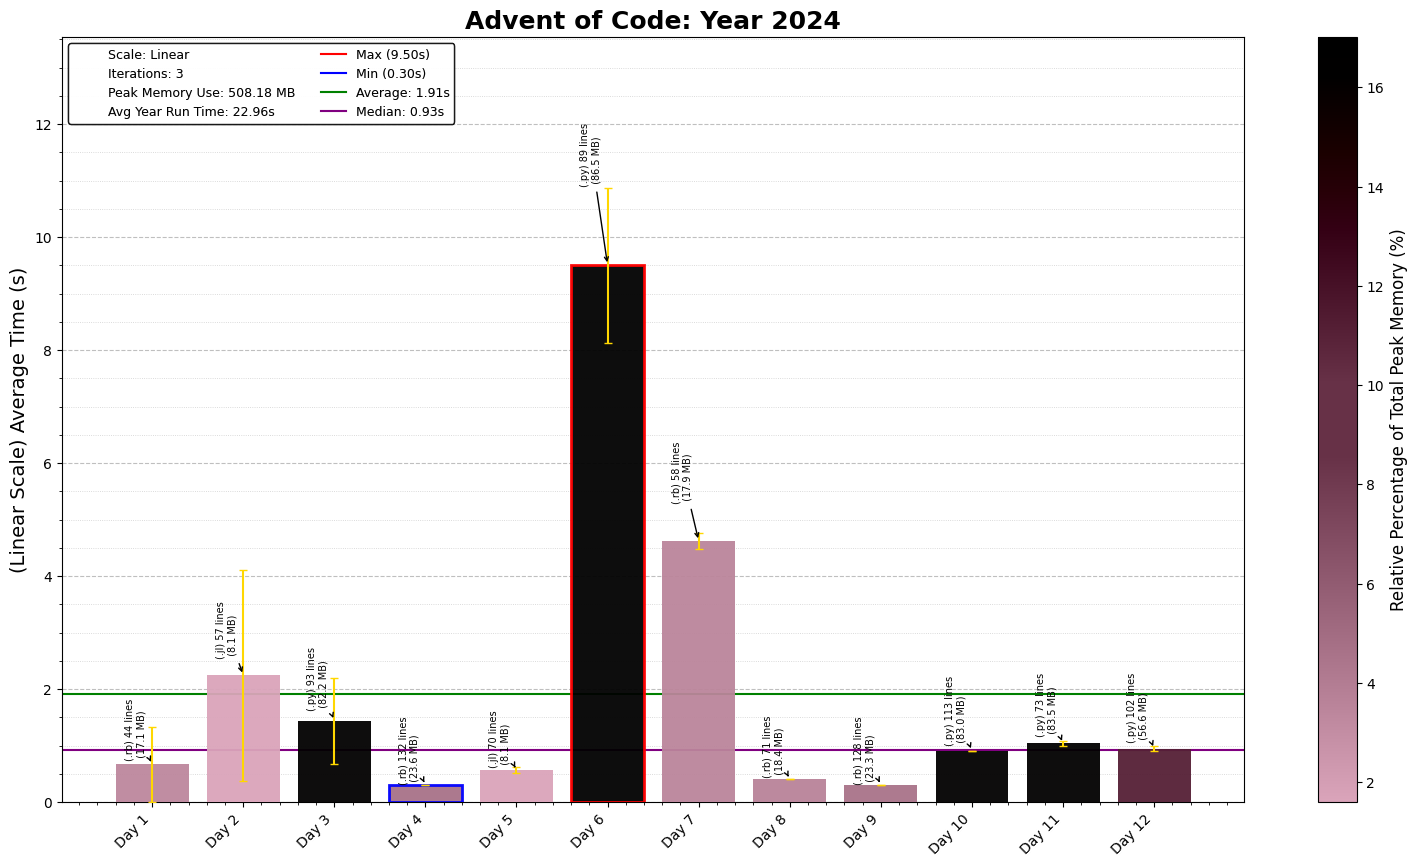 Advent of Code: Year 2024
Scale: Linear
Iterations: 3
Peak Memory Use: 508.18 MB
Avg Year Run Time: 22.96s
Max (9.50s)
Min (0.30s)
Average: 1.91s
Median: 0.93s
(Linear Scale) Average Time (s)
12
10
8
6
4
2
0
(.rb) 44 lines
(17.1 MB)
(.jl) 57 lines
(8.1 MB)
(.py) 93 lines
(82.2 MB)
(.rb) 132 lines
(23.6 MB)
(.jl) 70 lines
(8.1 MB)
(.py) 89 lines
(86.5 MB)
(.rb) 58 lines
(17.9 MB)
(.rb) 71 lines
(18.4 MB)
(.rb) 128 lines
(23.3 MB)
(.py) 113 lines
(83.0 MB)
(.py) 73 lines
(83.5 MB)
(.py) 102 lines
(56.6 MB)
Day 1
Day 2
Day 3
Day 4
Day 5
Day 6
Day 7
Day 8
Day 9
Day 10
Day 11
Day 12
16
14
12
10
8
6
4
2
Relative Percentage of Total Peak Memory (%)